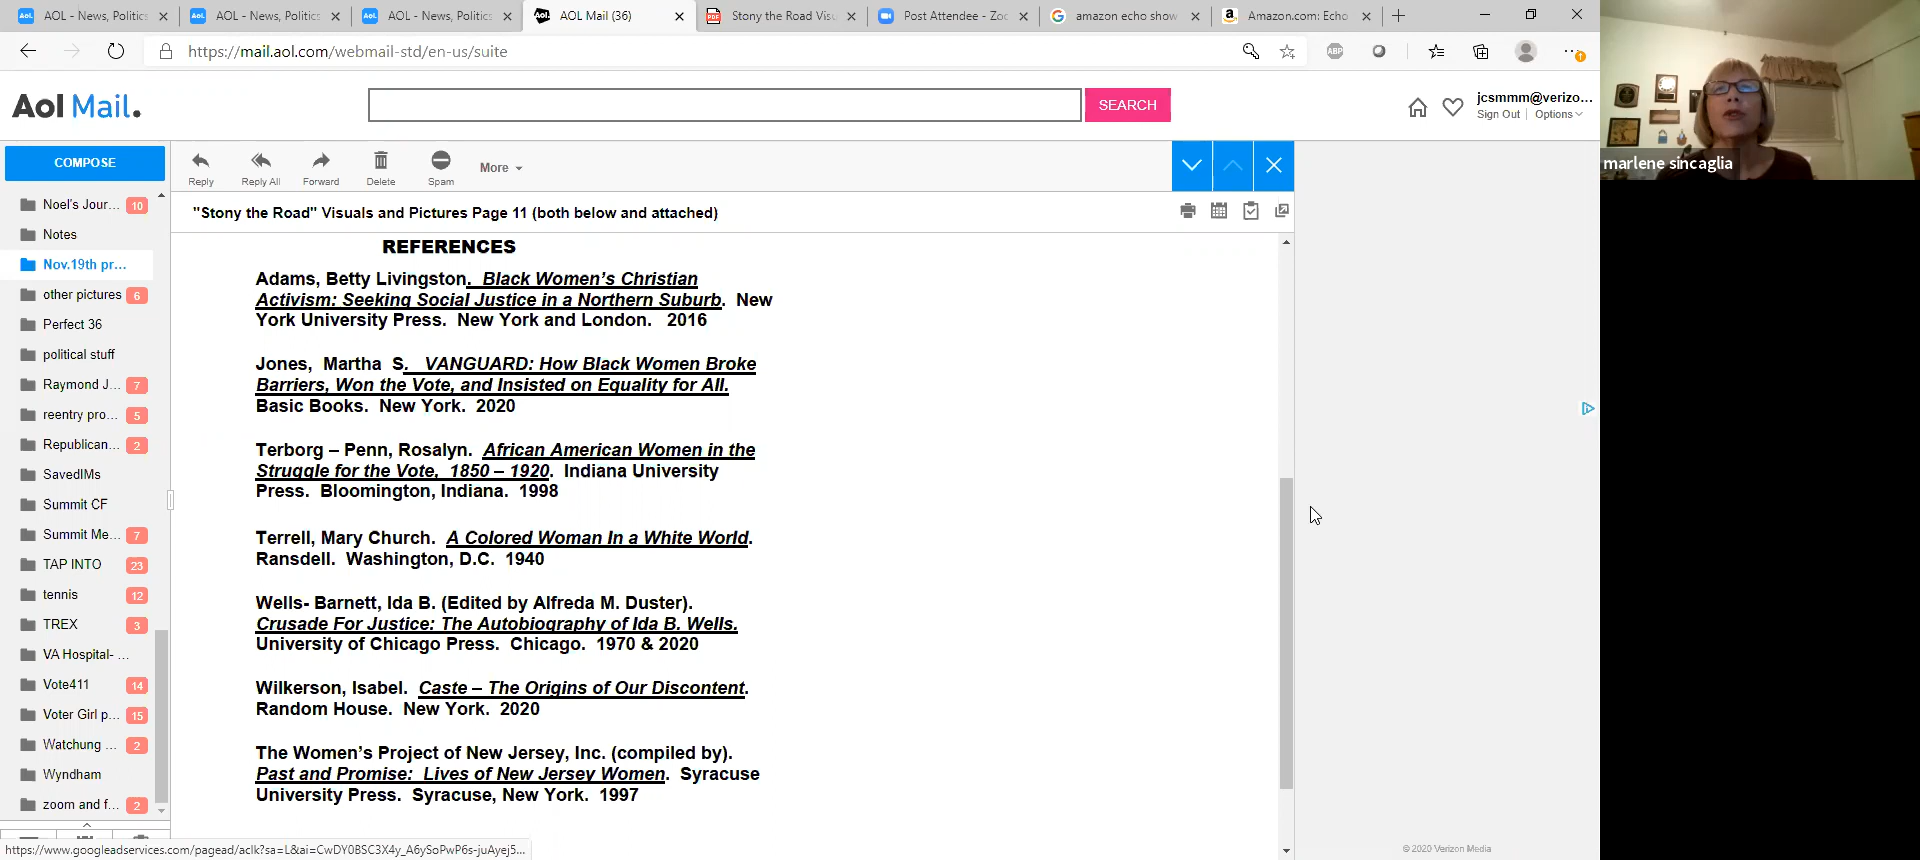 AOL - News, Politics
AOL - News, Politics
AOL - News, Politics
AOL Mail (36)
Stony the Road Visu
Post Attendee - Zoo
amazon echo show
Amazon.com: Echo
https://mail.aol.com/webmail-std/en-us/suite
ABP
Aol Mail.
SEARCH
jcsmmm@verizo...
Sign Out | Options
COMPOSE
Reply
Reply All
Forward
Delete
Spam
More
marlene sincaglia
Noel's Jour... 10
Notes
Nov.19th pr...
other pictures 6
Perfect 36
political stuff
Raymond J... 7
reentry pro... 5
Republican... 2
SavedIMs
Summit CF
Summit Me... 7
TAP INTO 23
tennis 12
TREX 3
VA Hospital- ...
Vote411 14
Voter Girl p... 15
Watchung ... 2
Wyndham
zoom and f... 2
"Stony the Road" Visuals and Pictures Page 11 (both below and attached)
REFERENCES
Adams, Betty Livingston. Black Women's Christian
Activism: Seeking Social Justice in a Northern Suburb. New
York University Press. New York and London. 2016
Jones, Martha S. VANGUARD: How Black Women Broke
Barriers, Won the Vote, and Insisted on Equality for All.
Basic Books. New York. 2020
Terborg – Penn, Rosalyn. African American Women in the
Struggle for the Vote, 1850 – 1920. Indiana University
Press. Bloomington, Indiana. 1998
Terrell, Mary Church. A Colored Woman In a White World.
Ransdell. Washington, D.C. 1940
Wells- Barnett, Ida B. (Edited by Alfreda M. Duster).
Crusade For Justice: The Autobiography of Ida B. Wells.
University of Chicago Press. Chicago. 1970 & 2020
Wilkerson, Isabel. Caste – The Origins of Our Discontent.
Random House. New York. 2020
The Women's Project of New Jersey, Inc. (compiled by).
Past and Promise: Lives of New Jersey Women. Syracuse
University Press. Syracuse, New York. 1997
https://www.googleadservices.com/pagead/aclk?sa=L&ai=CwDY0BSC3X4y_A6ySoPwP6s-juAyej5...
© 2020 Verizon Media